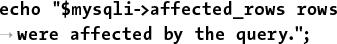 echo "$mysqli->affected_rows rows
→ were affected by the query.";